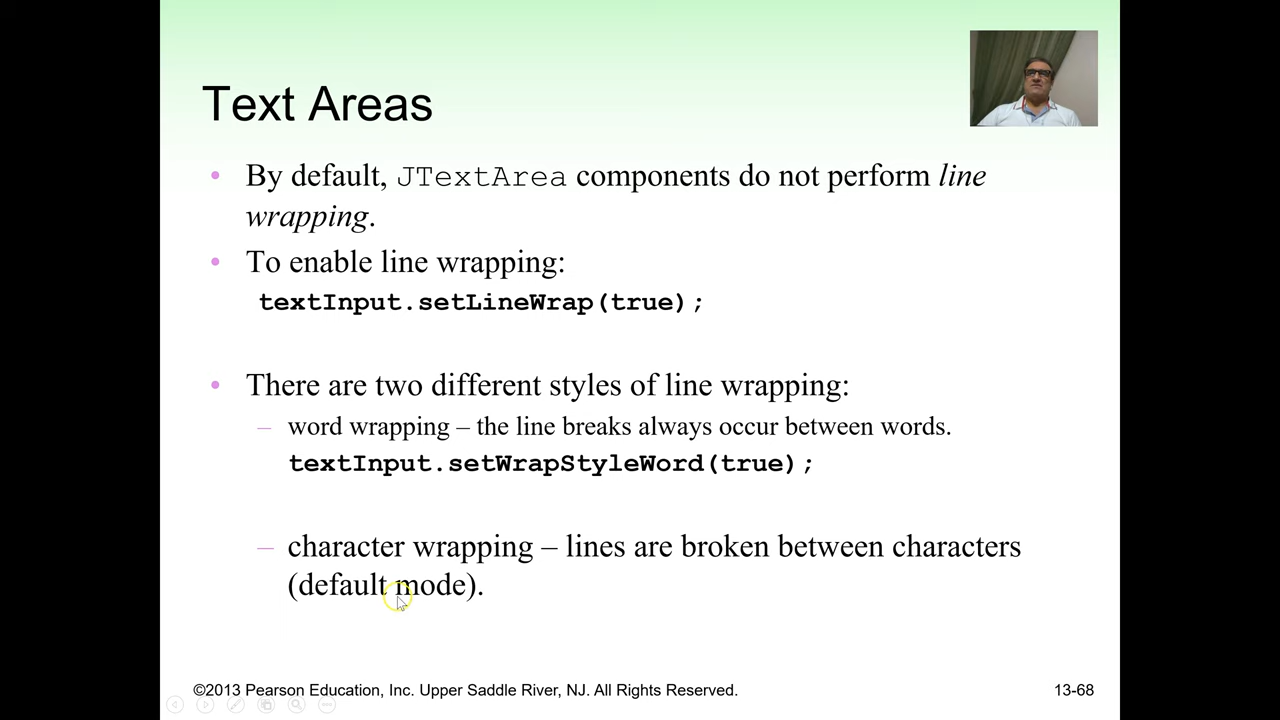 Text Areas
• By default, JTextArea components do not perform line
wrapping.
• To enable line wrapping:
textInput.setLineWrap(true);
• There are two different styles of line wrapping:
– word wrapping – the line breaks always occur between words.
textInput.setWrapStyleWord(true);
– character wrapping – lines are broken between characters
(default mode).
©2013 Pearson Education, Inc. Upper Saddle River, NJ. All Rights Reserved.
13-68